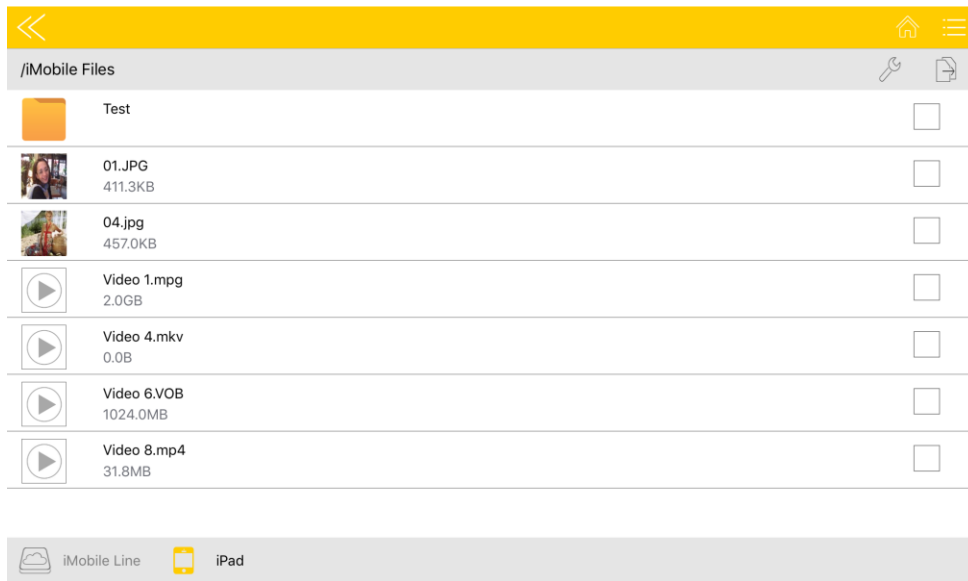 /iMobile Files
Test
01.JPG
411.3KB
04.jpg
457.0KB
Video 1.mpg
2.0GB
Video 4.mkv
0.0B
Video 6.VOB
1024.0MB
Video 8.mp4
31.8MB
iMobile Line iPad